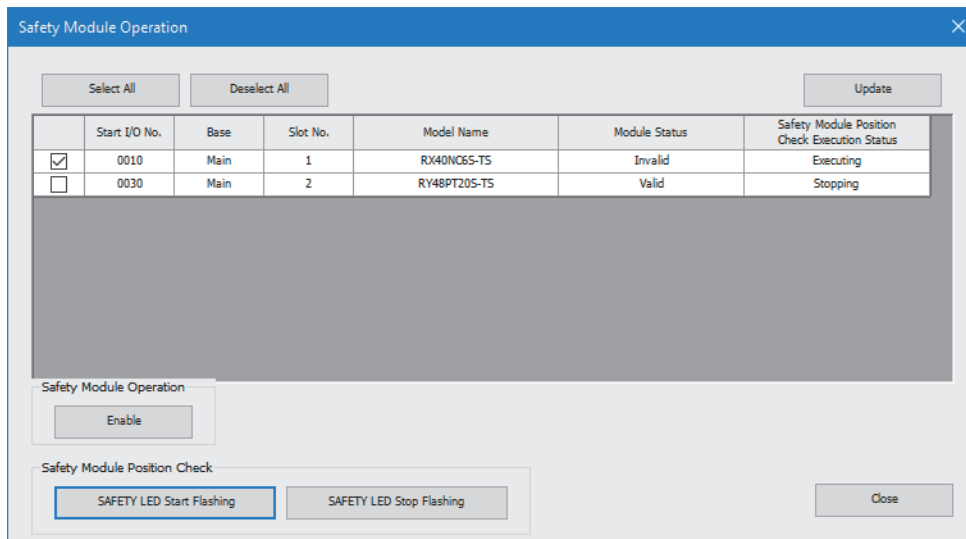 Safety Module Operation
Select All Deselect All Update
Start I/O No. Base Slot No. Model Name Module Status Safety Module Position
Check Execution Status
0010 Main 1 RX40NC6S-TS Invalid Executing
0030 Main 2 RY48PT20S-TS Valid Stopping
Safety Module Operation
Enable
Safety Module Position Check
SAFETY LED Start Flashing SAFETY LED Stop Flashing Close